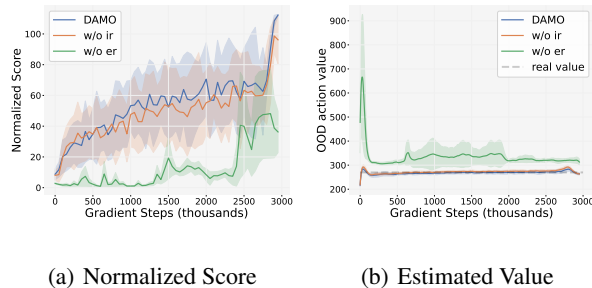 DAMO
w/o ir
w/o er
Normalized Score
100
80
60
40
20
0
0 500 1000 1500 2000 2500 3000
Gradient Steps (thousands)
(a) Normalized Score
DAMO
w/o ir
w/o er
real value
OOD action value
900
800
700
600
500
400
300
200
0 500 1000 1500 2000 2500 3000
Gradient Steps (thousands)
(b) Estimated Value